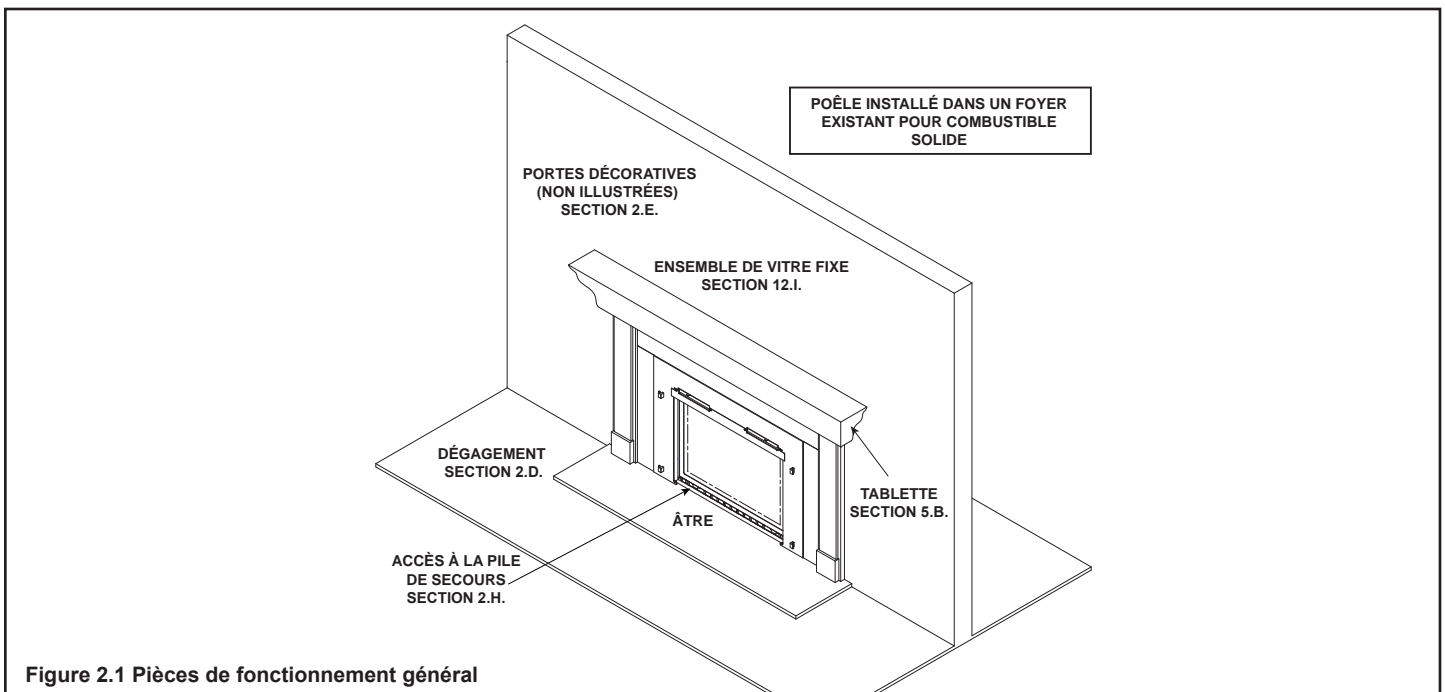 POÊLE INSTALLÉ DANS UN FOYER
EXISTANT POUR COMBUSTIBLE
SOLIDE
PORTES DÉCORATIVES
(NON ILLUSTRÉES)
SECTION 2.E.
ENSEMBLE DE VITRE FIXE
SECTION 12.I.
DÉGAGEMENT
SECTION 2.D.
TABLETTE
SECTION 5.B.
ÂTRE
ACCÈS À LA PILE
DE SECOURS
SECTION 2.H.
Figure 2.1 Pièces de fonctionnement général